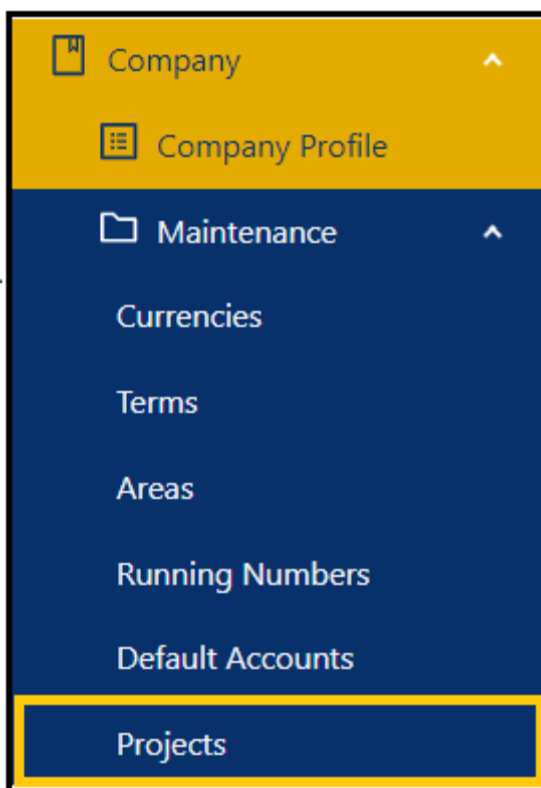 Company
Company Profile
Maintenance
Currencies
Terms
Areas
Running Numbers
Default Accounts
Projects